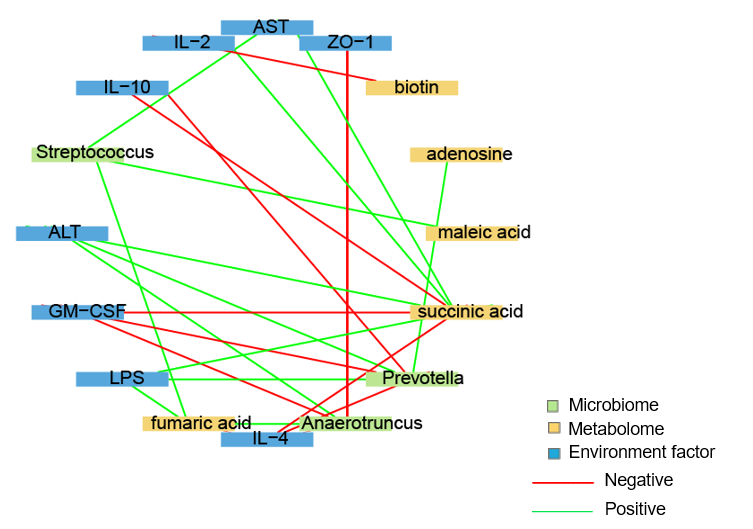 AST
IL−2
ZO−1
IL−10
biotin
Streptococcus
adenosine
ALT
maleic acid
GM−CSF
succinic acid
LPS
Prevotella
fumaric acid
Anaerotruncus
IL−4
Microbiome
Metabolome
Environment factor
Negative
Positive